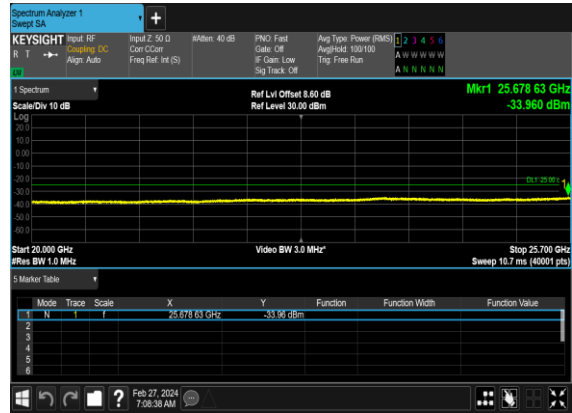 Spectrum Analyzer 1
Swept SA
+
KEYSIGHT Input: RF Input Z: 50 Ω #Atten: 40 dB PNO: Fast Avg Type: Power (RMS) 1 2 3 4 5 6
R T Coupling: DC Corr CCorr Gate: Off Avg|Hold: 100/100 A W W W W W
Align: Auto Freq Ref: Int (S) IF Gain: Low Trig: Free Run
LW Sig Track: Off A N N N N N
1 Spectrum Ref Lvl Offset 8.60 dB Mkr1 25.678 63 GHz
Scale/Div 10 dB Ref Level 30.00 dBm -33.960 dBm
Log
20.0
10.0
0.00
-10.0
-20.0
DL1 -25.00
1
-30.0
-40.0
-50.0
-60.0
Start 20.000 GHz Video BW 3.0 MHz* Stop 25.700 GHz
#Res BW 1.0 MHz Sweep 10.7 ms (40001 pts)
5 Marker Table
Mode Trace Scale X Y Function Function Width Function Value
1 N 1 f 25.678 63 GHz -33.96 dBm
2
3
4
5
6
? Feb 27, 2024
7:08:38 AM